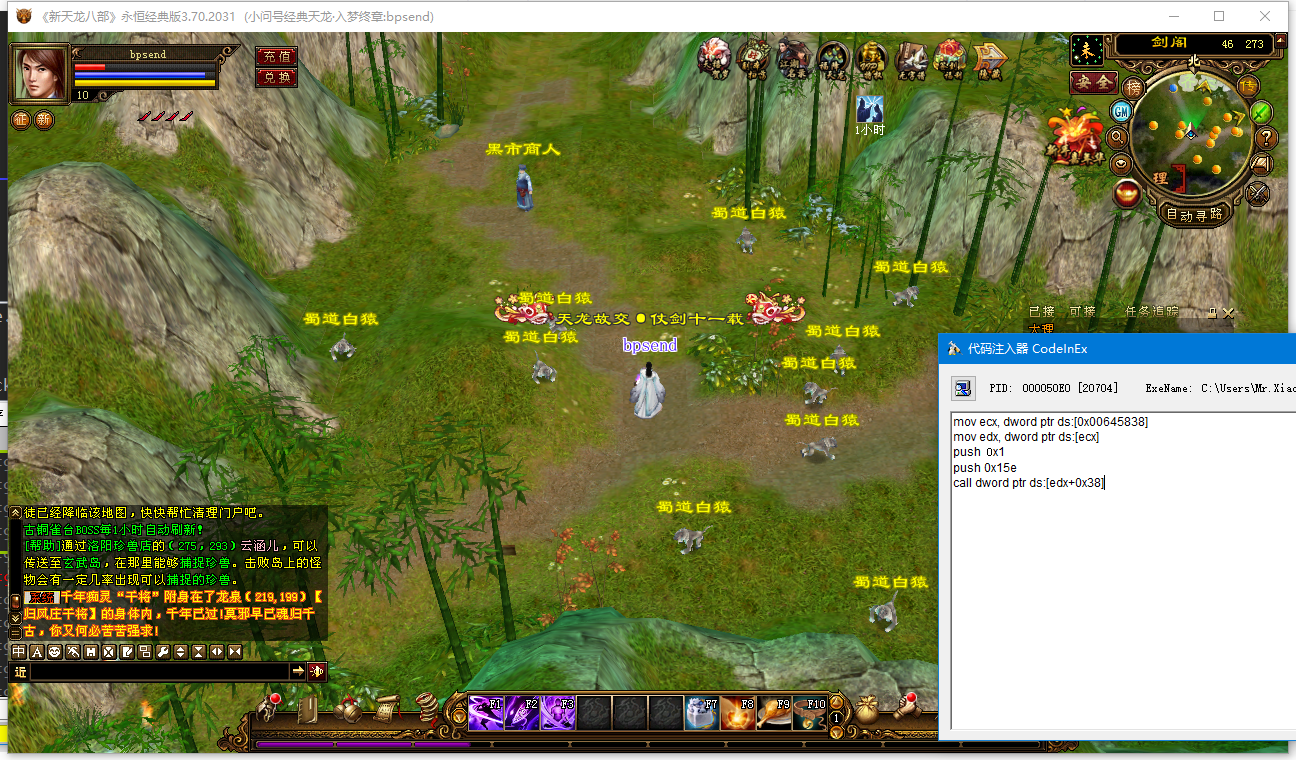 《新天龙八部》永恒经典版3.70.2031 (小问号经典天龙·入梦终章:bpsend)
bpsend
充值
兑换
10
征 新
1小时
未
剑阁 46 273
北
安全
榜
GM
理
自动寻路
黑市商人
蜀道白猿
蜀道白猿
蜀道白猿
蜀道白猿
天龙故交●仗剑十一载
蜀道白猿
蜀道白猿
蜀道白猿
bpsend
蜀道白猿
蜀道白猿
蜀道白猿
已接 可接 任务追踪
大理
代码注入器 CodeInEx
PID: 000050E0 [20704] ExeName: C:\Users\Mr.Xiao
mov ecx, dword ptr ds:[0x00645838]
mov edx, dword ptr ds:[ecx]
push 0x1
push 0x15e
call dword ptr ds:[edx+0x38]
徒已经降临该地图，快快帮忙清理门户吧。
古铜雀台BOSS每1小时自动刷新!
[帮助]通过洛阳珍兽店的（275，293）云涵儿，可以
传送至玄武岛，在那里能够捕捉珍兽。击败岛上的怪
物会有一定几率出现可以捕捉的珍兽。
系统 千年痴灵“干将”附身在了龙泉（219,199）【
归凤庄干将】的身体内，千年已过!莫邪早已魂归千
古，你又何必苦苦强求!
近
F1 F2 F3 F7 F8 F9 F10
1